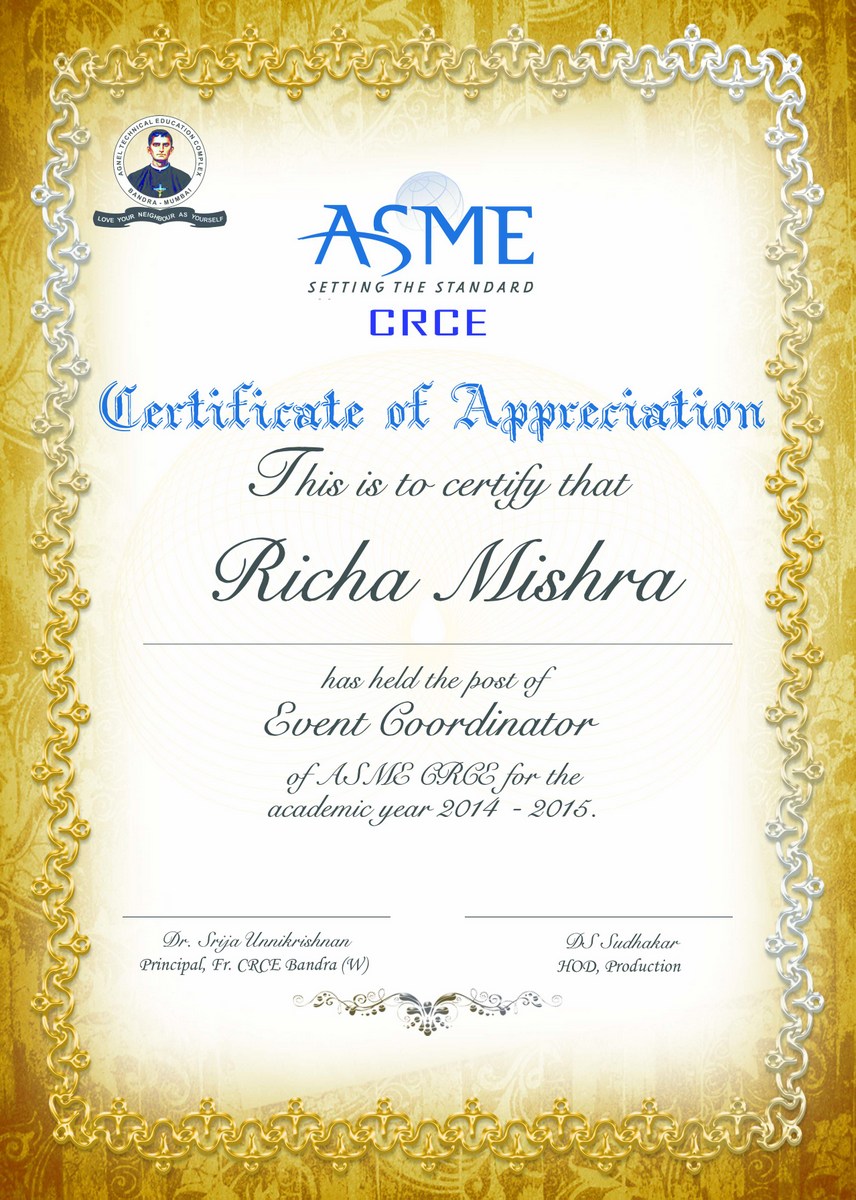 AGNEL TECHNICAL EDUCATION COMPLEX
BANDRA - MUMBAI
LOVE YOUR NEIGHBOUR AS YOURSELF
ASME
SETTING THE STANDARD
CRCE
Certificate of Appreciation
This is to certify that
Richa Mishra
has held the post of
Event Coordinator
of ASME CRCE for the
academic year 2014 - 2015.
Dr. Srija Unnikrishnan
Principal, Fr. CRCE Bandra (W)
DS Sudhakar
HOD, Production